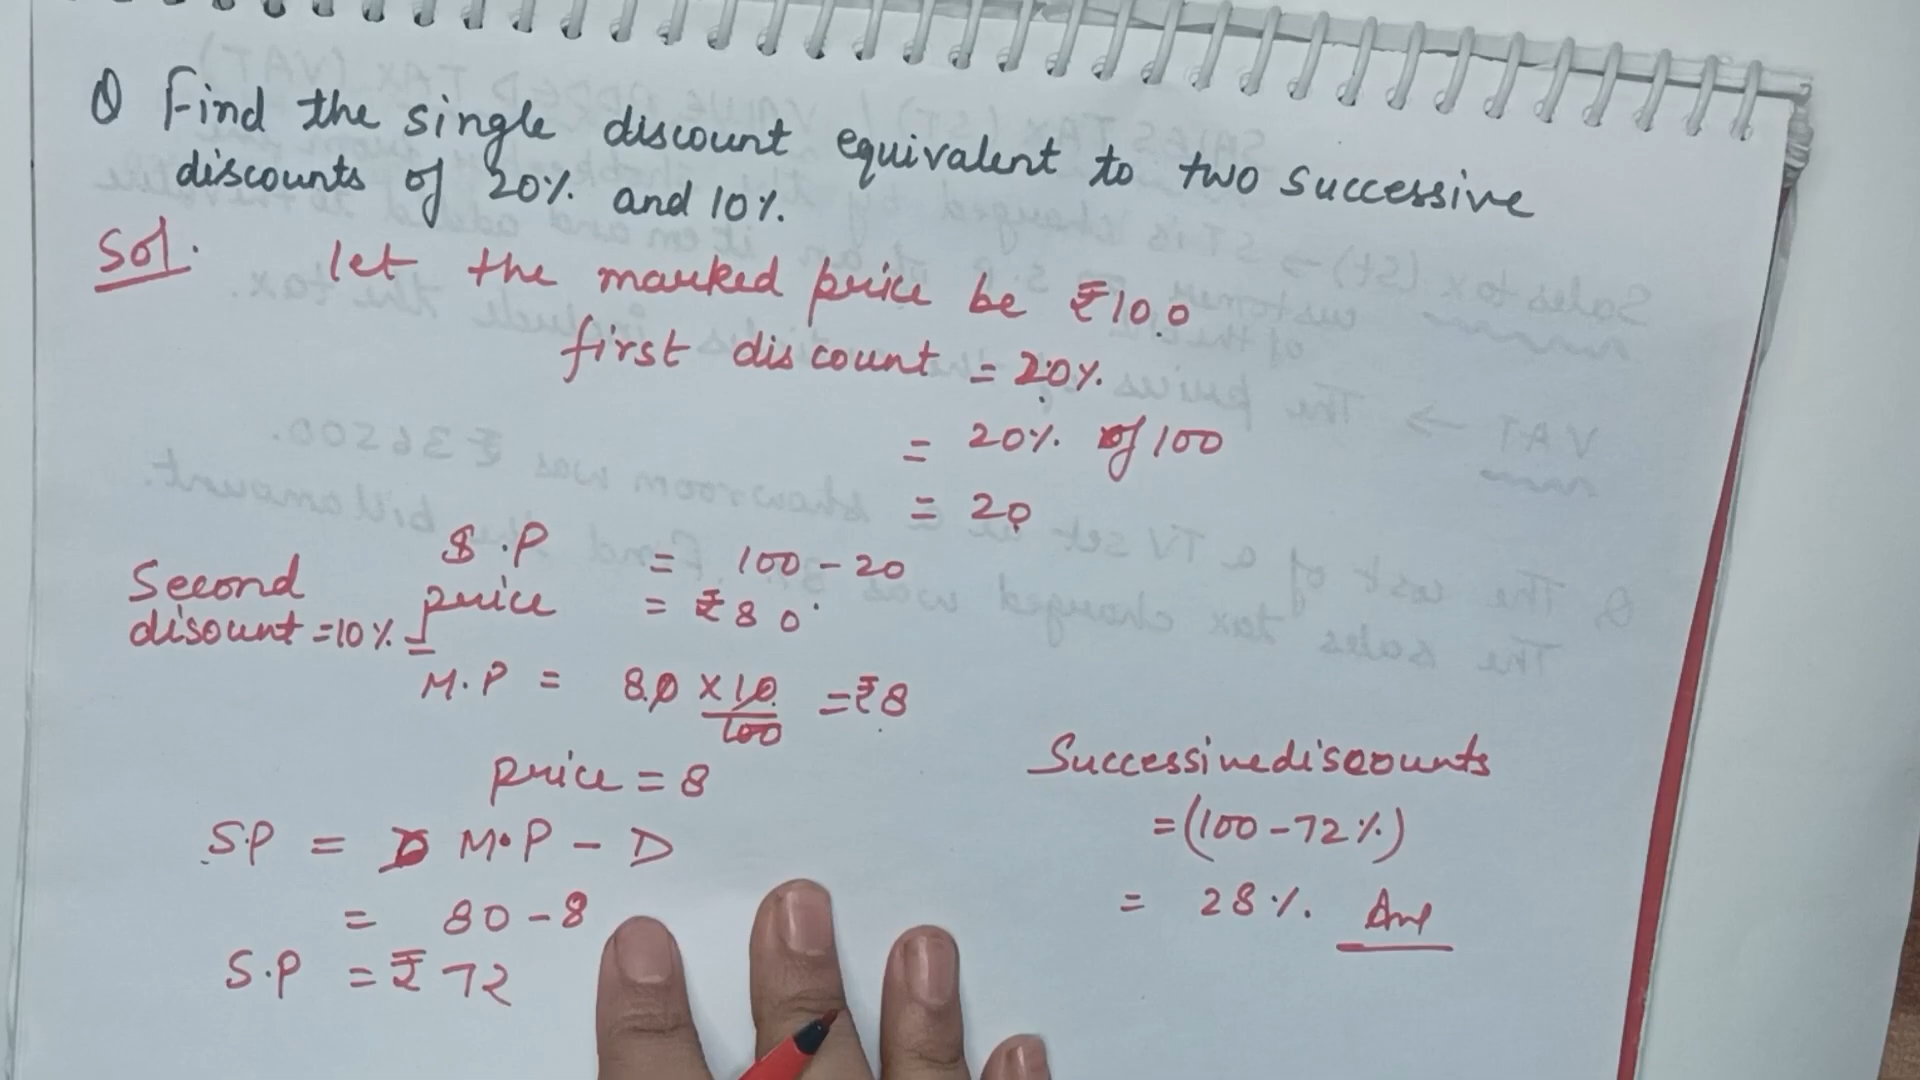 Q Find the single discount equivalent to two successive
discounts of 20% and 10%.
Sol. let the marked price be ₹100
first discount = 20%
= 20% of 100
= 20
S.P = 100 - 20
price = ₹80
Second
disount = 10%
M.P = 80 x 10/100 = ₹8
price = 8
S.P = M.P - D
= 80 - 8
S.P = ₹72
Successive discounts
= (100 - 72%)
= 28% Ans